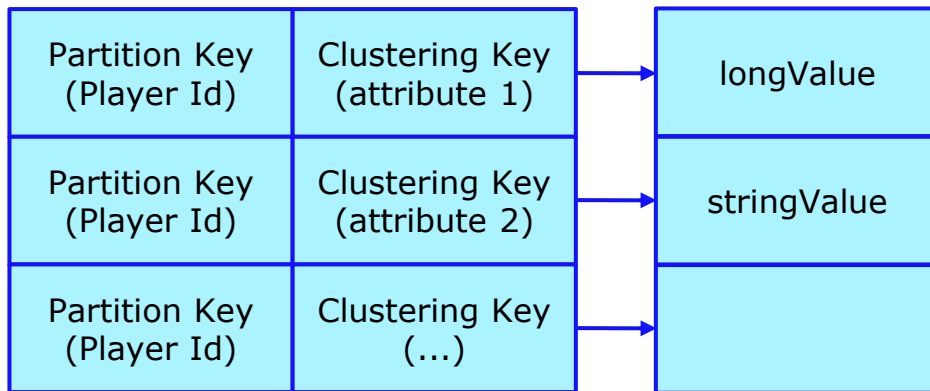 Partition Key
(Player Id)
Clustering Key
(attribute 1)
longValue
Partition Key
(Player Id)
Clustering Key
(attribute 2)
stringValue
Partition Key
(Player Id)
Clustering Key
(...)